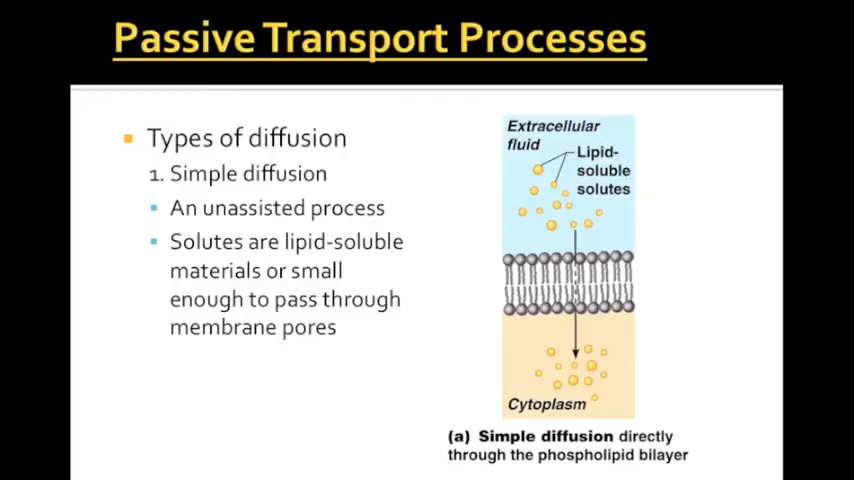 Passive Transport Processes
Types of diffusion
1. Simple diffusion
An unassisted process
Solutes are lipid-soluble
materials or small
enough to pass through
membrane pores
Extracellular
fluid
Lipid-
soluble
solutes
Cytoplasm
(a) Simple diffusion directly
through the phospholipid bilayer